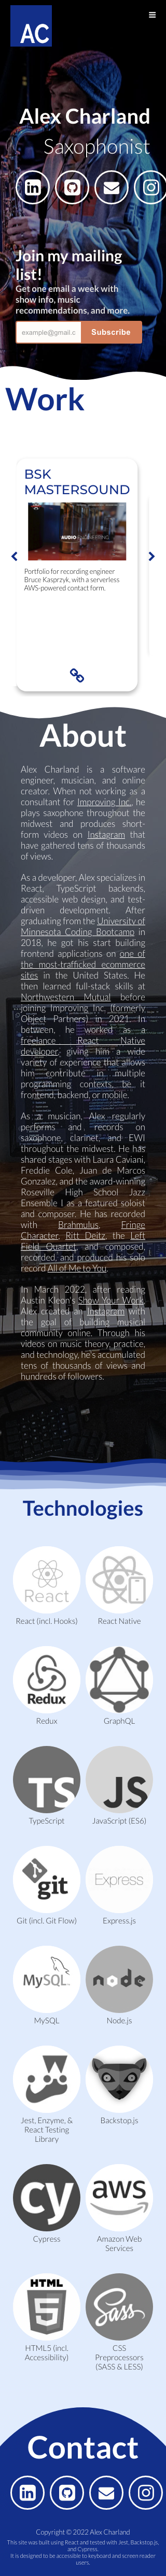 AC
Alex Charland
Saxophonist
Join my mailing
list!
Get one email a week with
show info, music
recommendations, and more.
example@gmail.c
Subscribe
Work
BSK
MASTERSOUND
AUDIO
Portfolio for recording engineer
Bruce Kasprzyk, with a serverless
AWS-powered contact form.
About
Alex Charland is a software
engineer, musician, and online
creator. When not working as a
consultant for Improving Inc., he
plays saxophone throughout the
midwest and produces short-
form videos on Instagram that
have gathered tens of thousands
of views.
As a developer, Alex specializes in
React, TypeScript backends,
accessible web design, and test-
driven development. After
graduating from the University of
Minnesota Coding Bootcamp in
2018, he got his start building
frontend applications on one of
the most-trafficked ecommerce
sites in the United States. He
then learned full-stack skills at
Northwestern Mutual before
joining Improving Inc. (formerly
Object Partners) in 2021. In
between, he worked as a
freelance React Native
developer, giving him a wide
variety of experience that allows
him to thrive in multiple
programming contexts, be it
frontend, backend, or mobile.
As a musician, Alex regularly
performs and records on
saxophone, clarinet, and EWI
throughout the midwest. He has
shared stages with Laura Caviani,
Freddie Cole, Juan de Marcos
Gonzalez, and the award-winning
Roseville High School Jazz
Ensemble I as a featured soloist
and composer. He has recorded
with Brahmulus, Fringe
Character, Ritt Deitz, the Left
Field Quartet and composed,
recorded, and produced his solo
record All of Me to You.
In March 2022, after reading
Austin Kleon's Show Your Work,
Alex created an Instagram with
the goal of building musical
community online. Through his
videos on music theory, practice,
and technology, he's accumulated
tens of thousands of views and
hundreds of followers.
Technologies
React
React (incl. Hooks)
React Native
Redux
Redux
GraphQL
TS
TypeScript
JS
JavaScript (ES6)
git
Git (incl. Git Flow)
Express
Express.js
MySQL
MySQL
node
Node.js
Jest, Enzyme, &
React Testing
Library
Backstop.js
cy
Cypress
aws
Amazon Web
Services
HTML
5
HTML5 (incl.
Accessibility)
Sass
CSS
Preprocessors
(SASS & LESS)
Contact
Copyright © 2022 Alex Charland
This site was built using React and tested with Jest, Backstop.js,
and Cypress.
It is designed to be accessible to keyboard and screen reader
users.